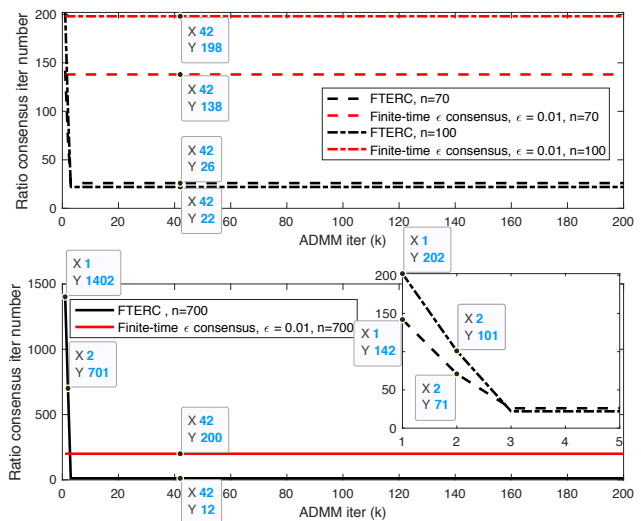 200
150
100
50
0
Ratio consensus iter number
X 42
Y 198
X 42
Y 138
X 42
Y 26
X 42
Y 22
FTERC, n=70
Finite-time ϵ consensus, ϵ = 0.01, n=70
FTERC, n=100
Finite-time ϵ consensus, ϵ = 0.01, n=100
0 20 40 60 80 100 120 140 160 180 200
ADMM iter (k)
1500
1000
500
0
Ratio consensus iter number
X 1
Y 1402
X 2
Y 701
FTERC , n=700
Finite-time ϵ consensus, ϵ = 0.01, n=700
X 42
Y 200
X 42
Y 12
X 1
Y 202
X 1
Y 142
X 2
Y 101
X 2
Y 71
200
150
100
50
0
1 2 3 4 5
0 20 40 60 80 100 120 140 160 180 200
ADMM iter (k)